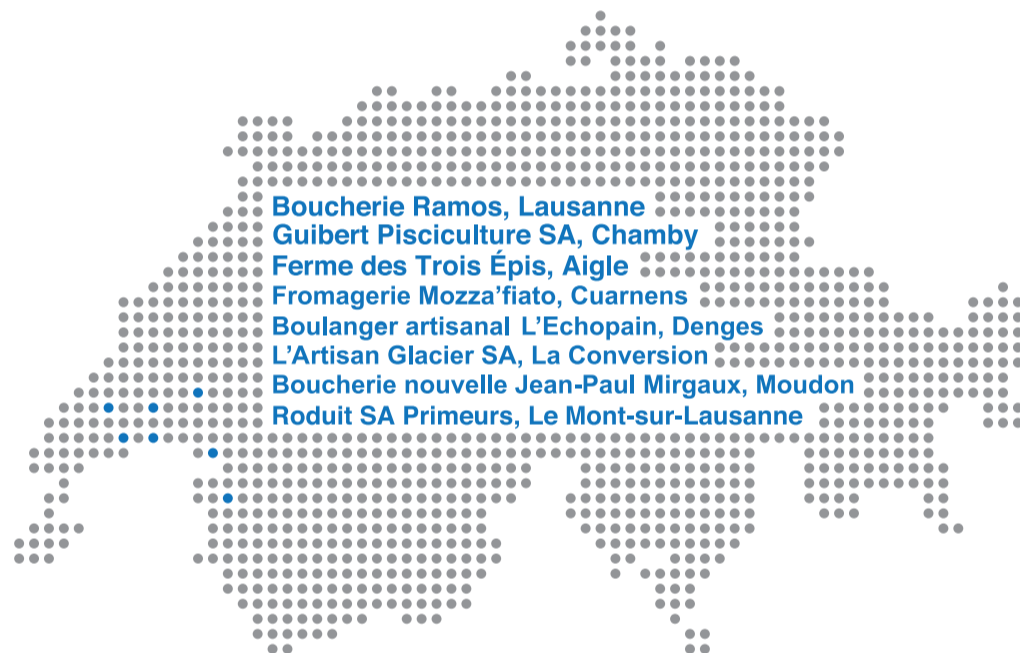 Boucherie Ramos, Lausanne
Guibert Pisciculture SA, Chamby
Ferme des Trois Épis, Aigle
Fromagerie Mozza’fiato, Cuarnens
Boulanger artisanal L’Echopain, Denges
L’Artisan Glacier SA, La Conversion
Boucherie nouvelle Jean-Paul Mirgaux, Moudon
Roduit SA Primeurs, Le Mont-sur-Lausanne